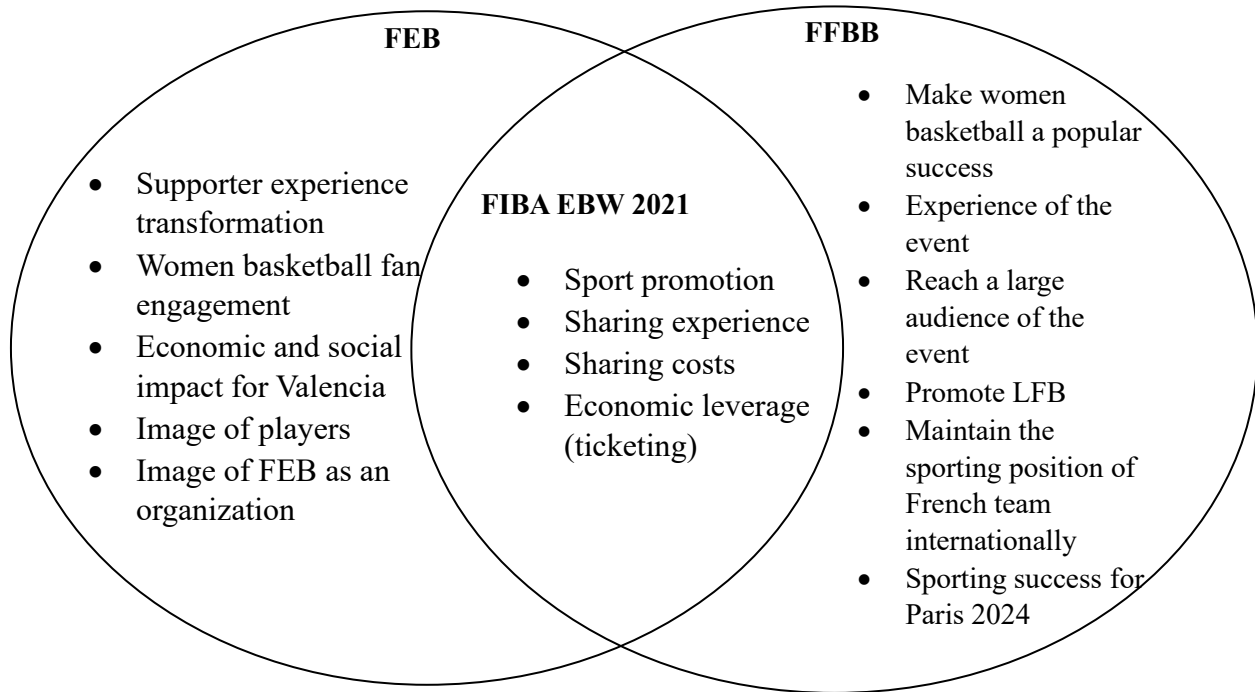 FEB
• Supporter experience
transformation
• Women basketball fan
engagement
• Economic and social
impact for Valencia
• Image of players
• Image of FEB as an
organization
FIBA EBW 2021
• Sport promotion
• Sharing experience
• Sharing costs
• Economic leverage
(ticketing)
FFBB
• Make women
basketball a popular
success
• Experience of the
event
• Reach a large
audience of the
event
• Promote LFB
• Maintain the
sporting position of
French team
internationally
• Sporting success for
Paris 2024